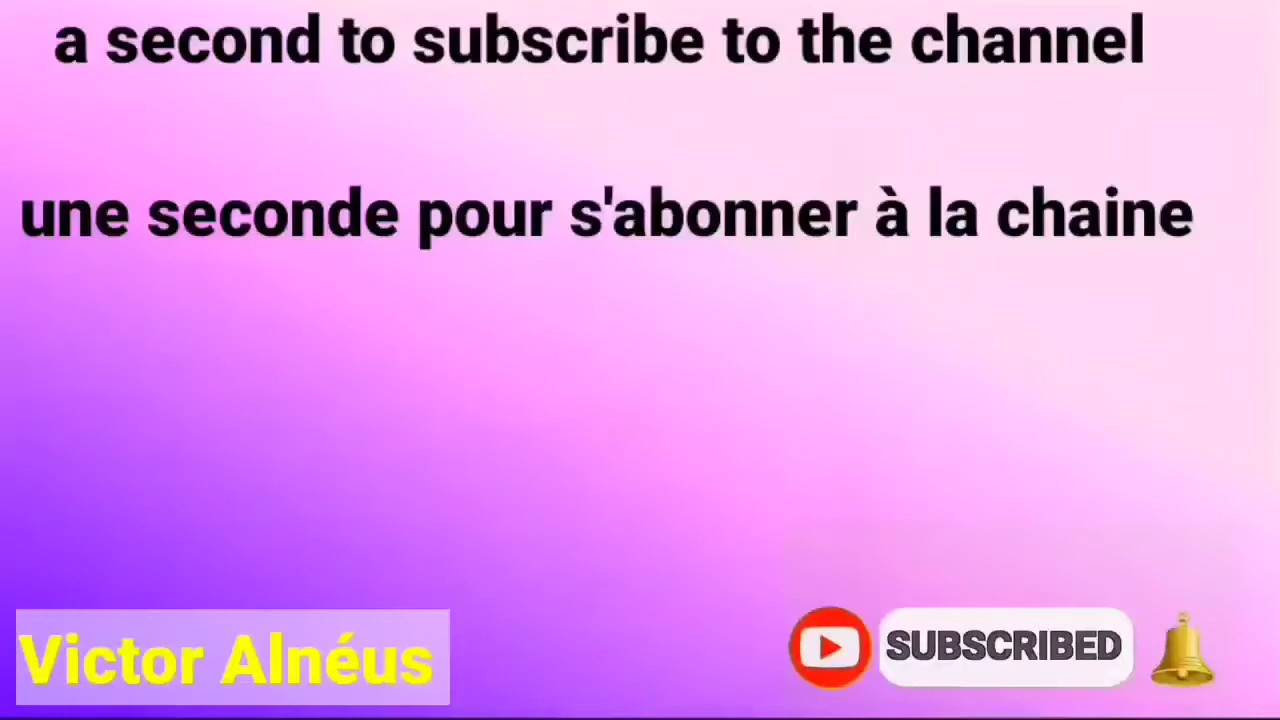 a second to subscribe to the channel
une seconde pour s'abonner à la chaine
Victor Alnéus
SUBSCRIBED